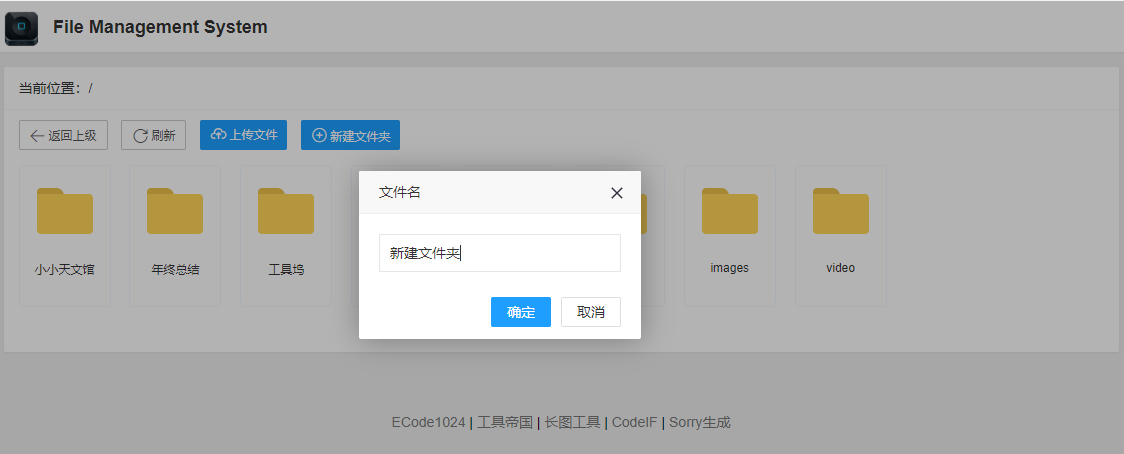 File Management System
当前位置：/
返回上级 刷新 上传文件 新建文件夹
文件名
新建文件夹
确定 取消
小小天文馆 年终总结 工具坞 images video
ECode1024 | 工具帝国 | 长图工具 | CodeIF | Sorry生成